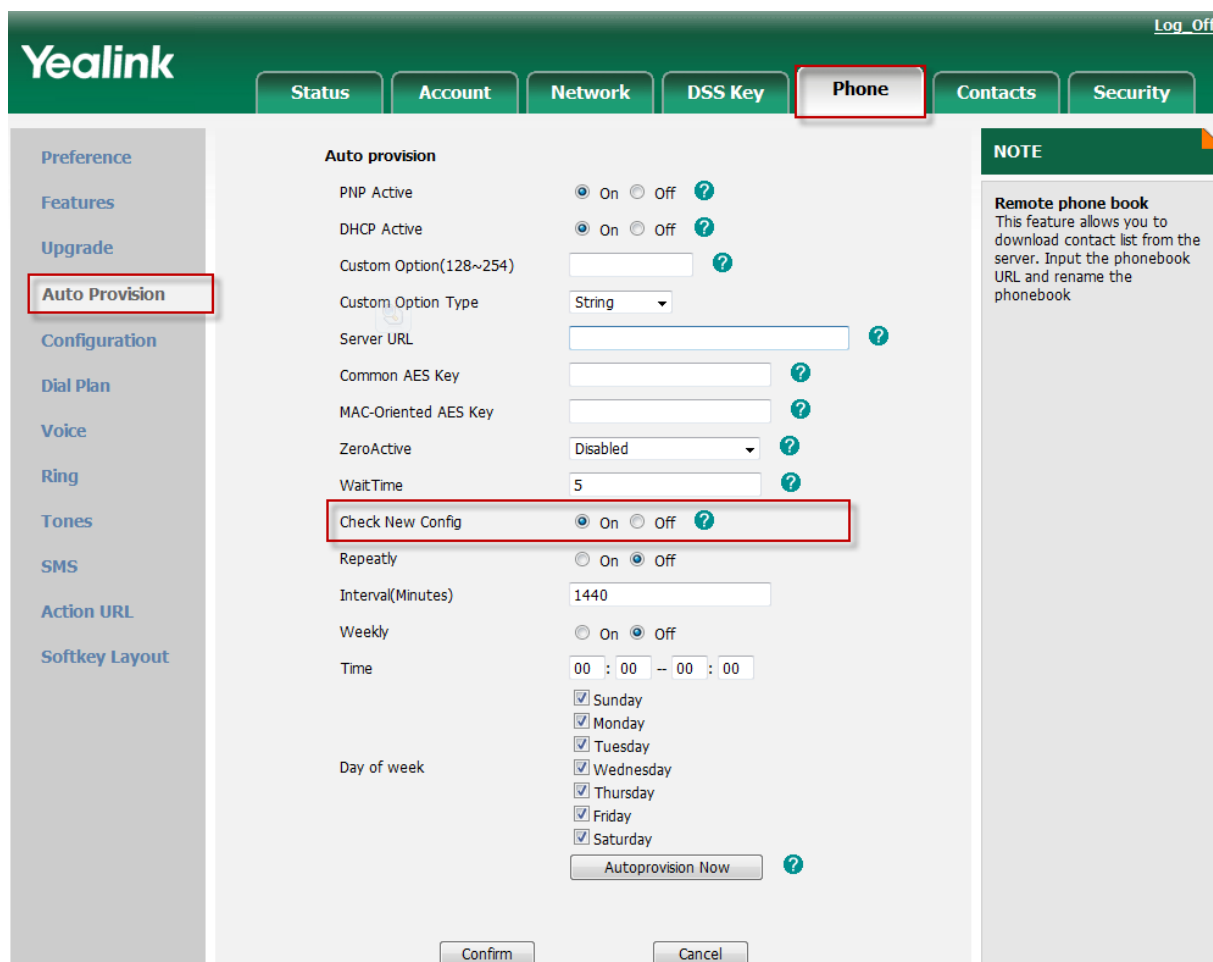 Log_Off
Yealink
Status Account Network DSS Key Phone Contacts Security
Preference
Features
Upgrade
Auto Provision
Configuration
Dial Plan
Voice
Ring
Tones
SMS
Action URL
Softkey Layout
Auto provision
PNP Active On Off ?
DHCP Active On Off ?
Custom Option(128~254) ?
Custom Option Type String
Server URL ?
Common AES Key ?
MAC-Oriented AES Key ?
ZeroActive Disabled ?
WaitTime 5 ?
Check New Config On Off ?
Repeatly On Off
Interval(Minutes) 1440
Weekly On Off
Time 00 : 00 -- 00 : 00
Day of week
Sunday
Monday
Tuesday
Wednesday
Thursday
Friday
Saturday
Autoprovision Now ?
Confirm Cancel
NOTE
Remote phone book
This feature allows you to
download contact list from the
server. Input the phonebook
URL and rename the
phonebook